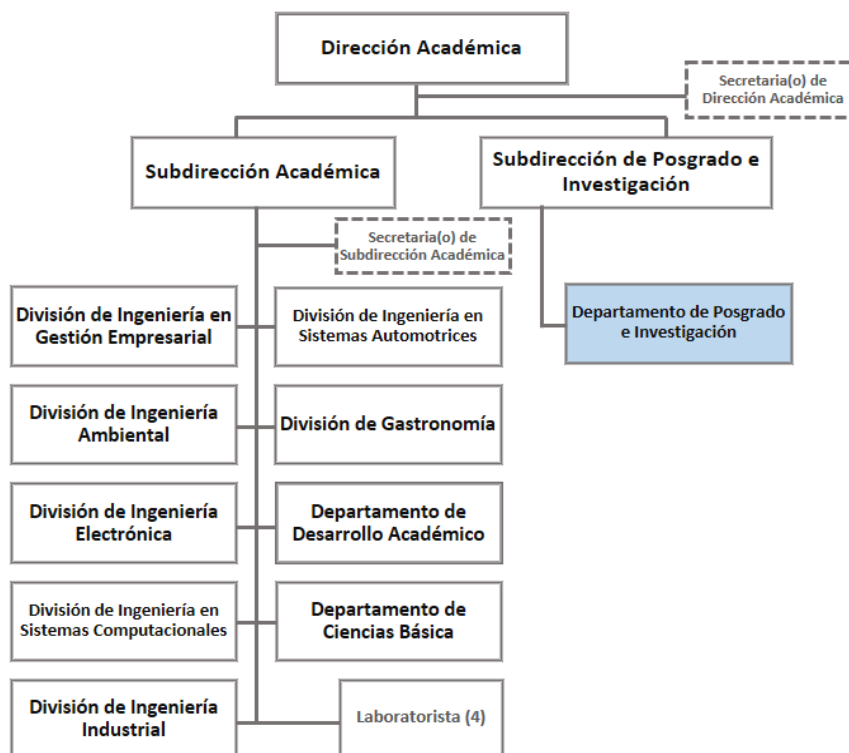 Dirección Académica
Secretaria(o) de
Dirección Académica
Subdirección Académica
Subdirección de Posgrado e
Investigación
Secretaria(o) de
Subdirección Académica
División de Ingeniería en
Gestión Empresarial
División de Ingeniería en
Sistemas Automotrices
Departamento de Posgrado
e Investigación
División de Ingeniería
Ambiental
División de Gastronomía
División de Ingeniería
Electrónica
Departamento de
Desarrollo Académico
División de Ingeniería en
Sistemas Computacionales
Departamento de
Ciencias Básica
División de Ingeniería
Industrial
Laboratorista (4)